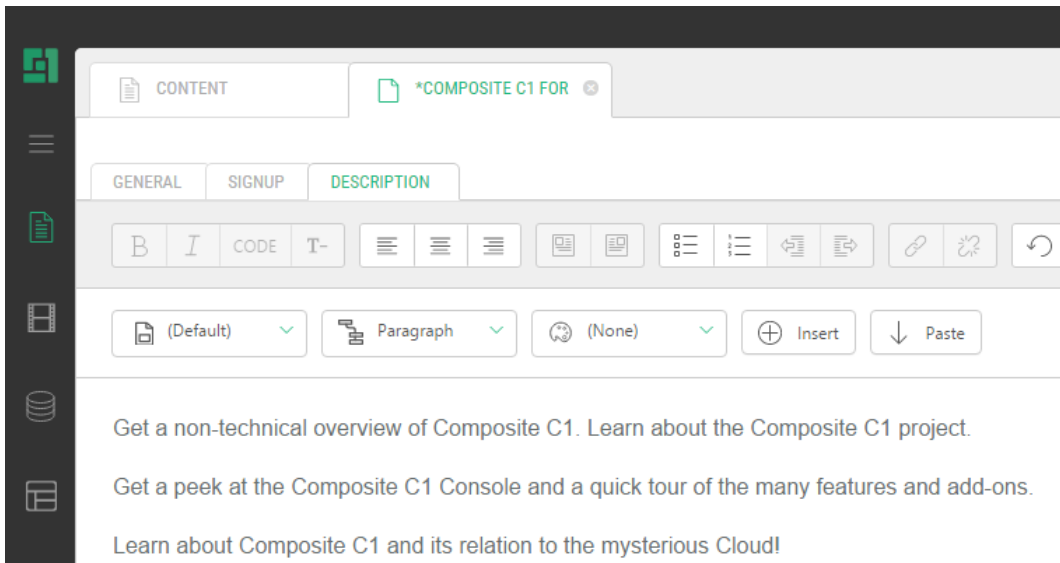 CONTENT
*COMPOSITE C1 FOR
GENERAL SIGNUP DESCRIPTION
B I CODE T-
(Default) Paragraph (None) Insert Paste
Get a non-technical overview of Composite C1. Learn about the Composite C1 project.
Get a peek at the Composite C1 Console and a quick tour of the many features and add-ons.
Learn about Composite C1 and its relation to the mysterious Cloud!